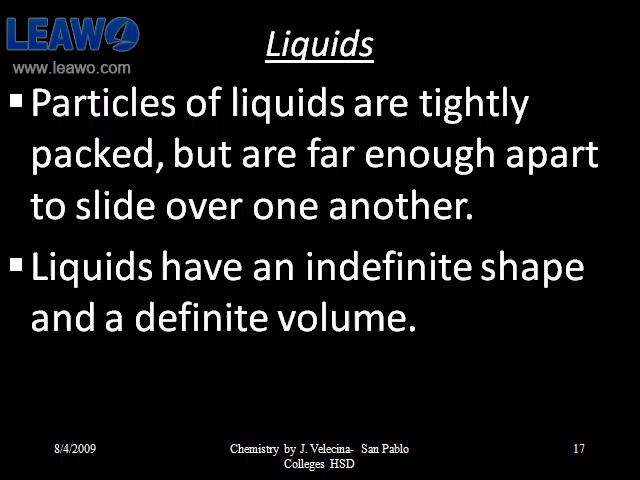 LEAWO
www.leawo.com
Liquids
▪Particles of liquids are tightly
packed, but are far enough apart
to slide over one another.
▪Liquids have an indefinite shape
and a definite volume.
8/4/2009
Chemistry by J. Velecina- San Pablo
Colleges HSD
17